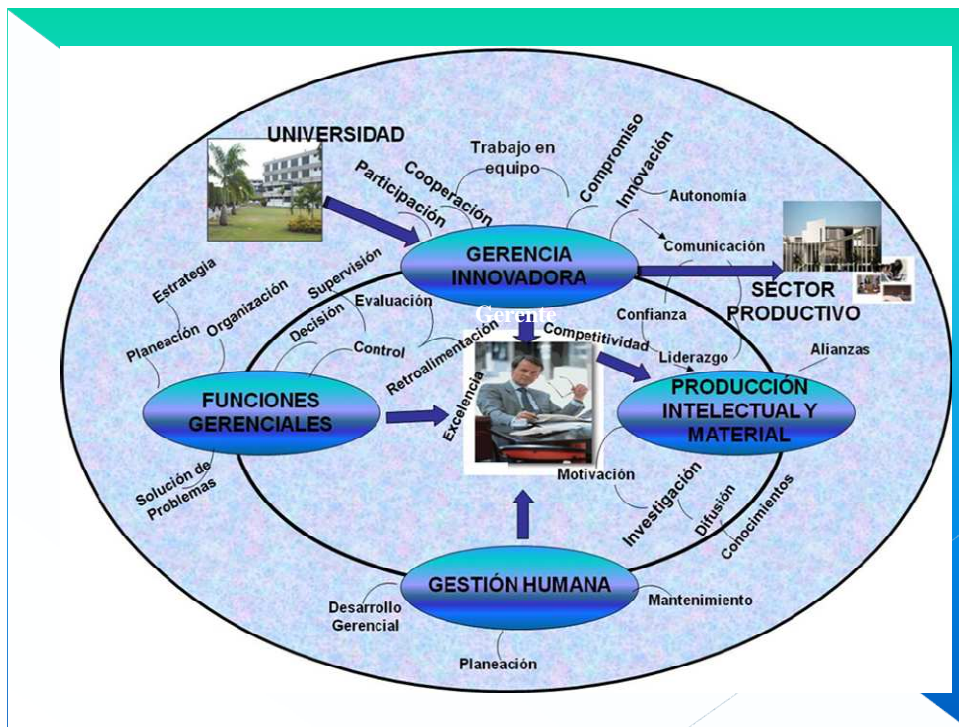 UNIVERSIDAD
Participación
Cooperación
Trabajo en
equipo
Compromiso
Innovación
Autonomía
Comunicación
GERENCIA
INNOVADORA
SECTOR
PRODUCTIVO
Estrategia
Planeación
Organización
Supervisión
Decisión
Evaluación
Control
Retroalimentación
Gerente
Competitividad
Confianza
Liderazgo
Alianzas
FUNCIONES
GERENCIALES
Excelencia
PRODUCCIÓN
INTELECTUAL Y
MATERIAL
Solución de
Problemas
Motivación
Investigación
Difusión
Conocimientos
GESTIÓN HUMANA
Desarrollo
Gerencial
Mantenimiento
Planeación